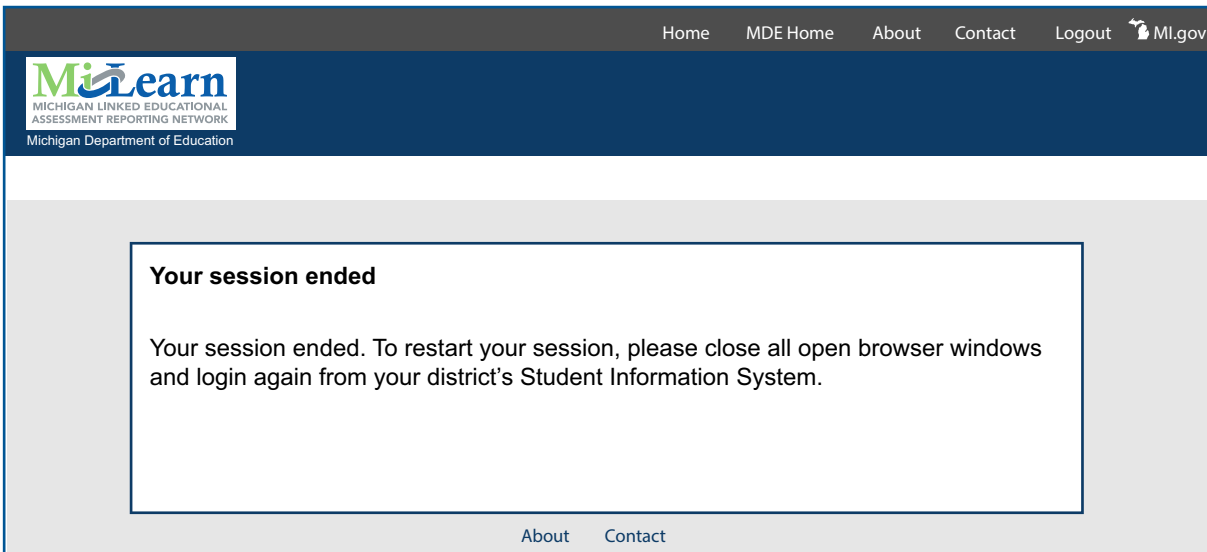 Home MDE Home About Contact Logout MI.gov
MiLearn
MICHIGAN LINKED EDUCATIONAL
ASSESSMENT REPORTING NETWORK
Michigan Department of Education
Your session ended
Your session ended. To restart your session, please close all open browser windows
and login again from your district’s Student Information System.
About Contact